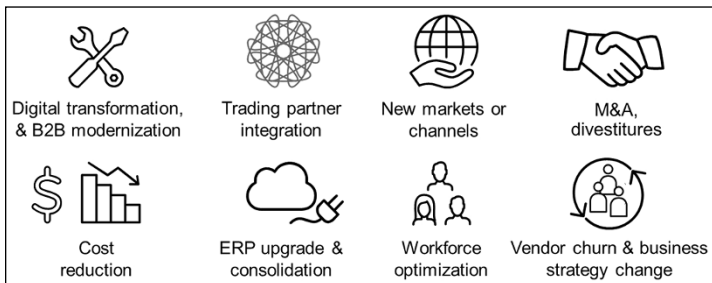 Digital transformation,
& B2B modernization
Trading partner
integration
New markets or
channels
M&A,
divestitures
$
Cost
reduction
ERP upgrade &
consolidation
Workforce
optimization
Vendor churn & business
strategy change